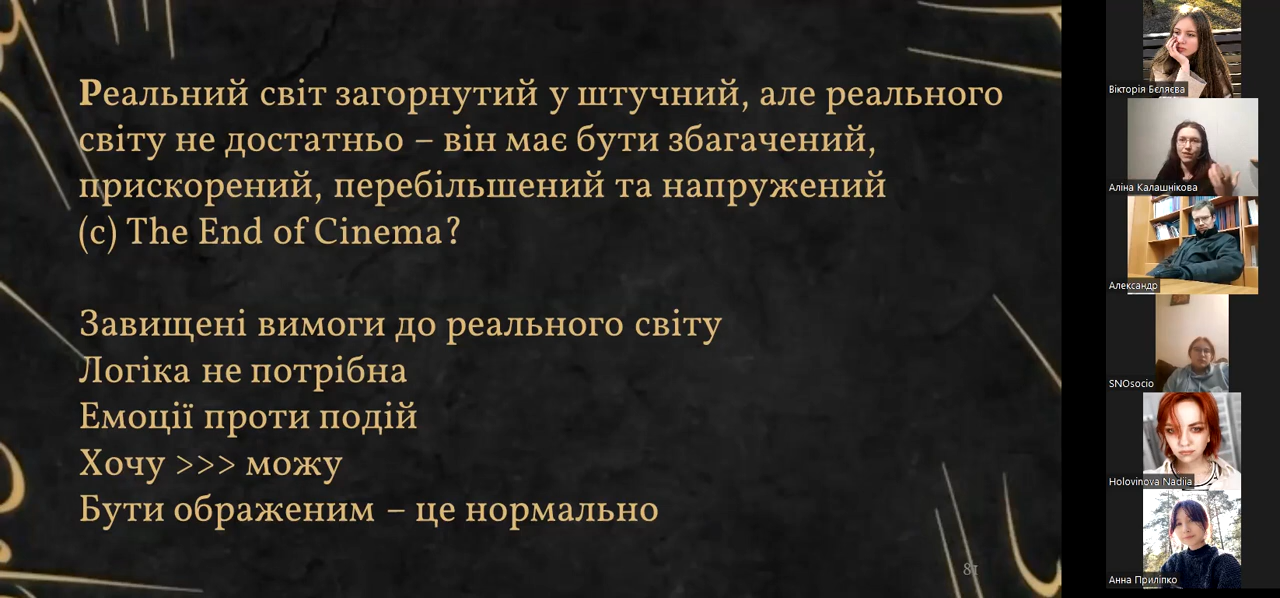 Реальний світ загорнутий у штучний, але реального
світу не достатньо – він має бути збагачений,
прискорений, перебільшений та напружений
(с) The End of Cinema?
Завищені вимоги до реального світу
Логіка не потрібна
Емоції проти подій
Хочу >>> можу
Бути ображеним – це нормально
81
Вікторія Бєляєва
Аліна Калашнікова
Александр
SNOsocio
Holovinova Nadiia
Анна Приліпко